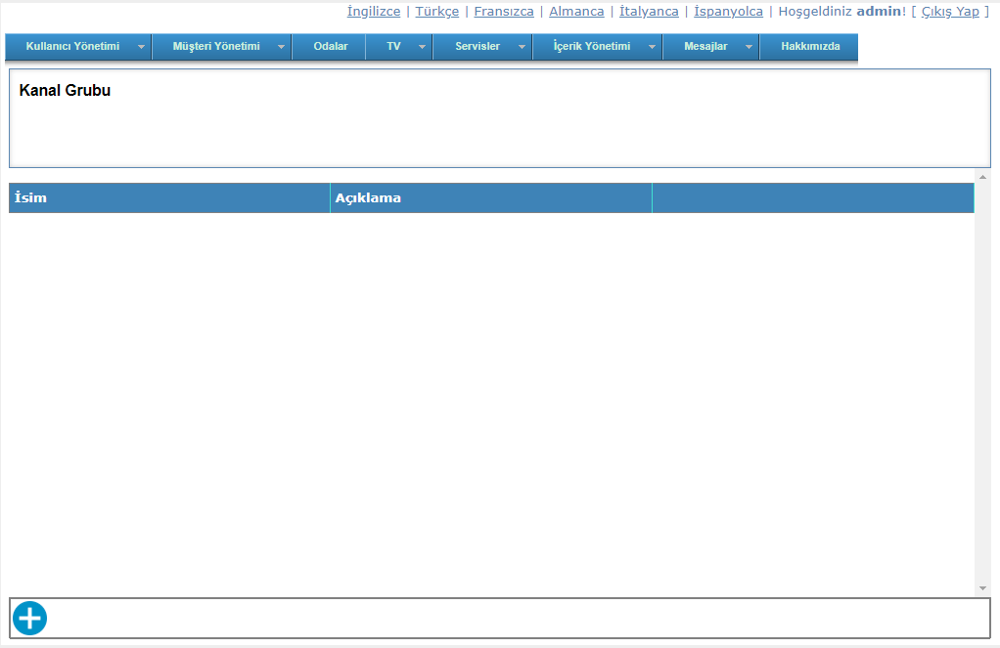 İngilizce | Türkçe | Fransızca | Almanca | İtalyanca | İspanyolca | Hoşgeldiniz admin! [ Çıkış Yap ]
Kullanıcı Yönetimi Müşteri Yönetimi Odalar TV Servisler İçerik Yönetimi Mesajlar Hakkımızda
Kanal Grubu
İsim Açıklama